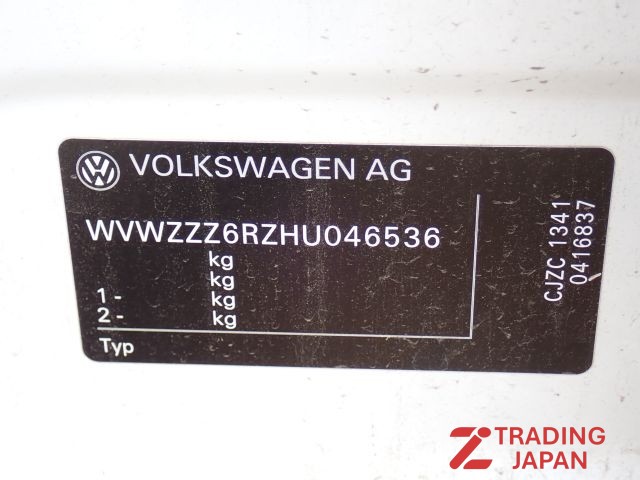 VOLKSWAGEN AG
WVWZZZ6RZHU046536
kg
kg
1 - kg
2 - kg
Typ
CJZC 1341
0416837
TRADING
JAPAN